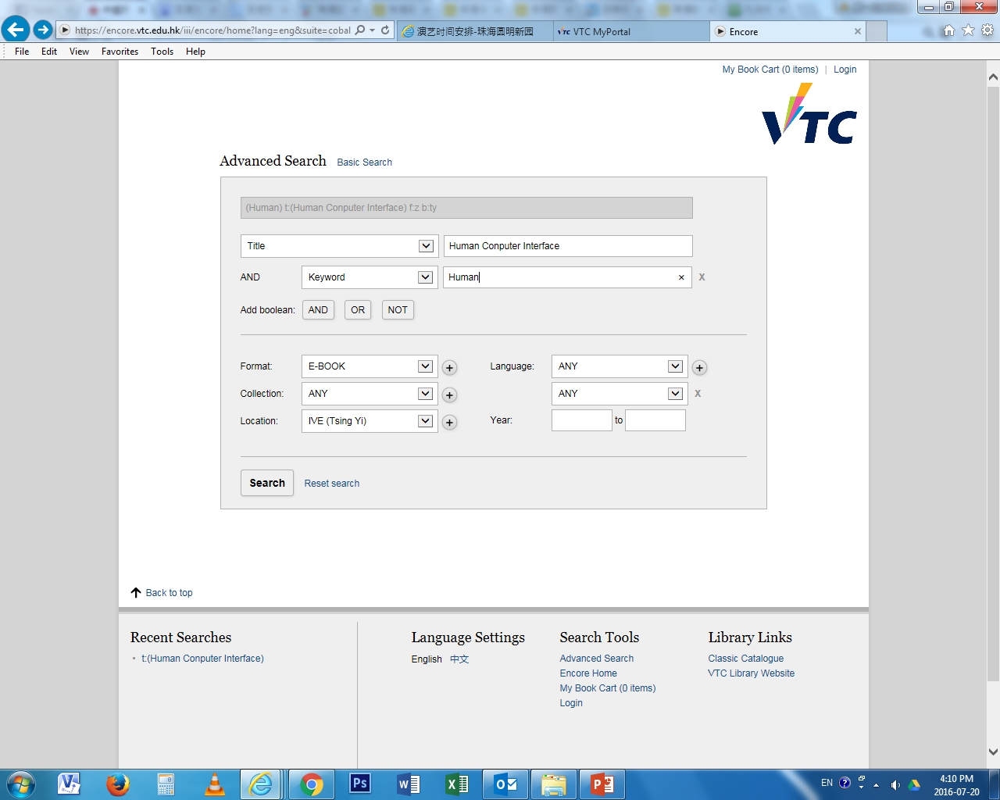 https://encore.vtc.edu.hk/iii/encore/home?lang=eng&suite=cobal
演艺时间安排-珠海圆明新园
VTC MyPortal
Encore
File Edit View Favorites Tools Help
My Book Cart (0 items) | Login
VTC
Advanced Search Basic Search
(Human) t:(Human Conputer Interface) f:z b:ty
Title Human Conputer Interface
AND Keyword Human × X
Add boolean: AND OR NOT
Format: E-BOOK Language: ANY
Collection: ANY ANY X
Location: IVE (Tsing Yi) Year: to
Search Reset search
Back to top
Recent Searches
t:(Human Computer Interface)
Language Settings
English 中文
Search Tools
Advanced Search
Encore Home
My Book Cart (0 items)
Login
Library Links
Classic Catalogue
VTC Library Website
EN
4:10 PM
2016-07-20